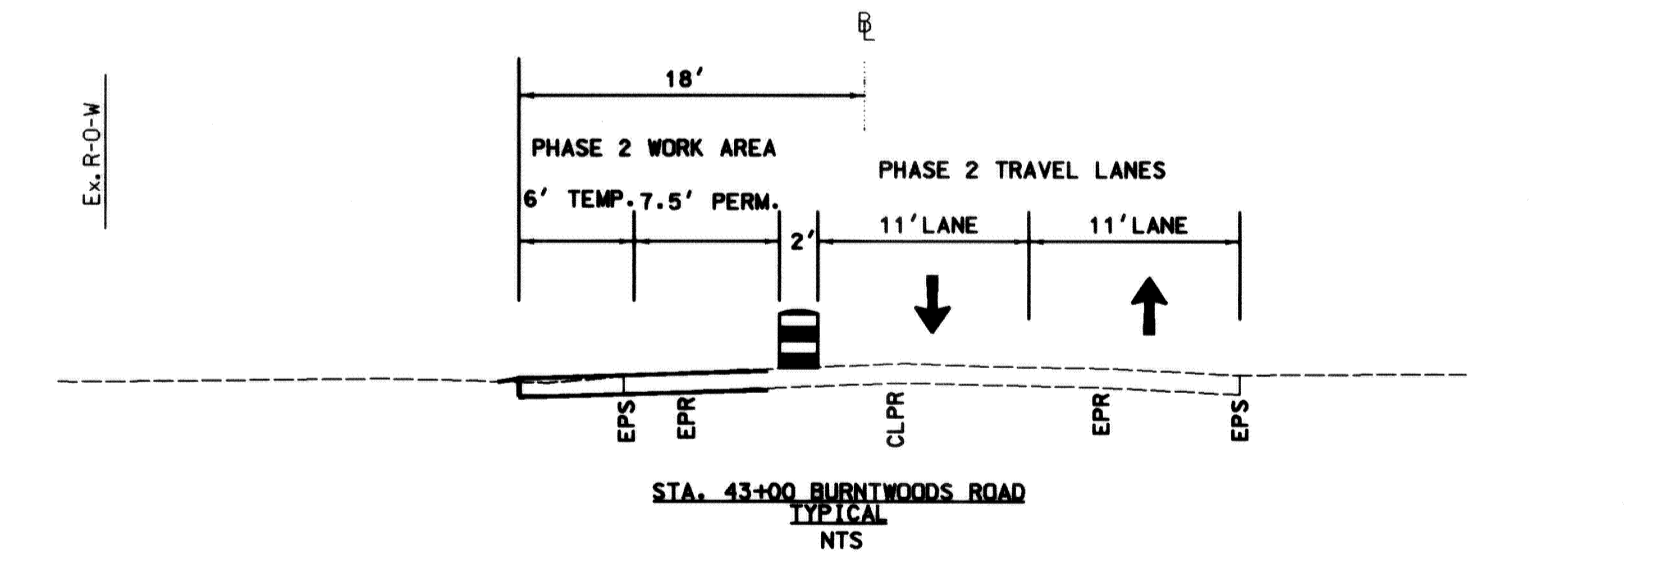 BL
18'
Ex. R-O-W
PHASE 2 WORK AREA
PHASE 2 TRAVEL LANES
6' TEMP. 7.5' PERM.
2'
11' LANE
11' LANE
EPS
EPR
CLPR
EPR
EPS
STA. 43+00 BURNTWOODS ROAD
TYPICAL
NTS